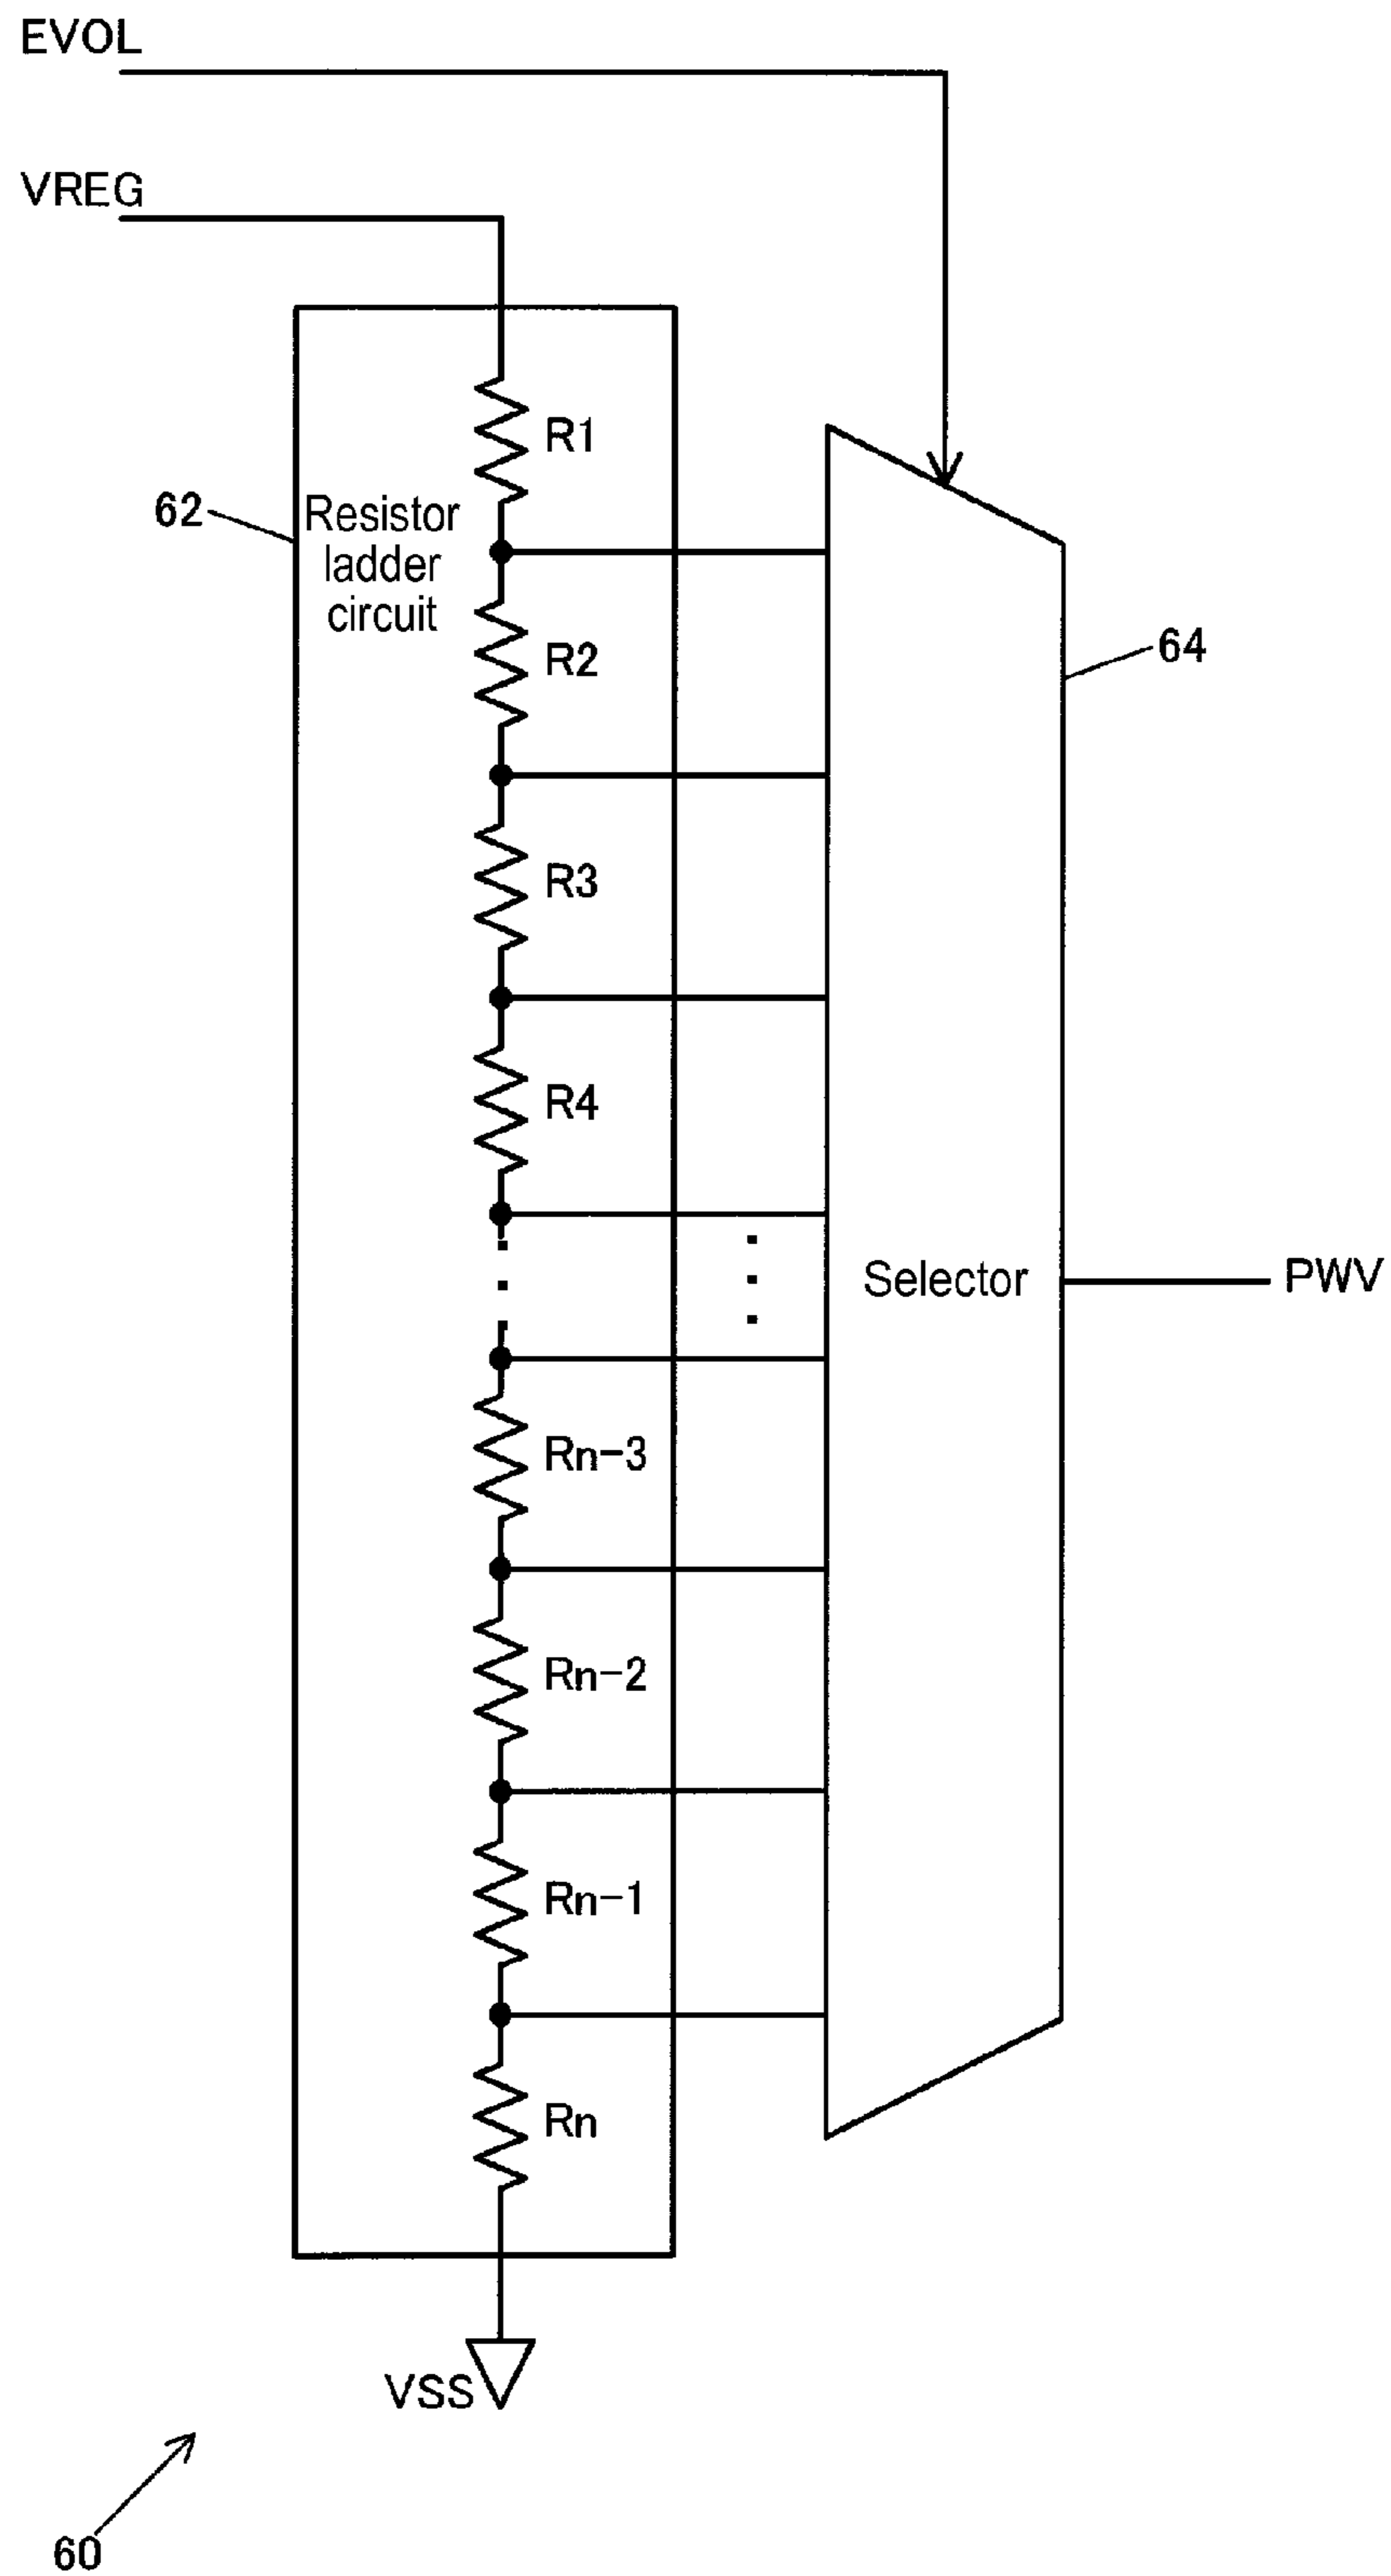 EVOL
VREG
R1
62
Resistor
ladder
circuit
R2
64
R3
R4
Selector
PWV
Rn-3
Rn-2
Rn-1
Rn
VSS
60